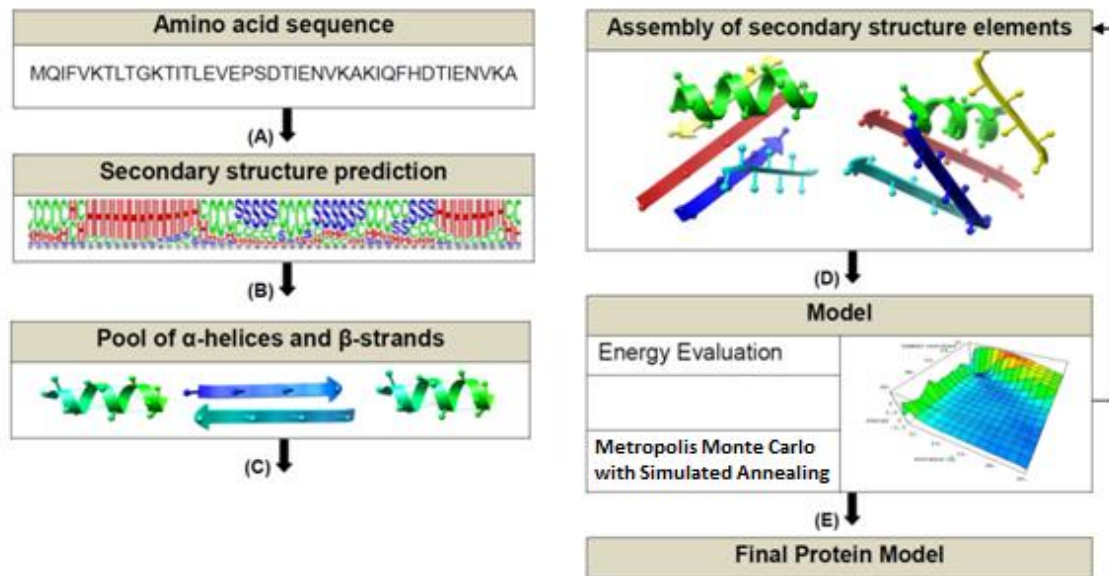 Amino acid sequence
MQIFVKTLTGKTITLEVEPSDTIENVKAKIQFHDTIENVKA
(A)
Secondary structure prediction
(B)
Pool of α-helices and β-strands
(C)
Assembly of secondary structure elements
(D)
Model
Energy Evaluation
Metropolis Monte Carlo
with Simulated Annealing
(E)
Final Protein Model